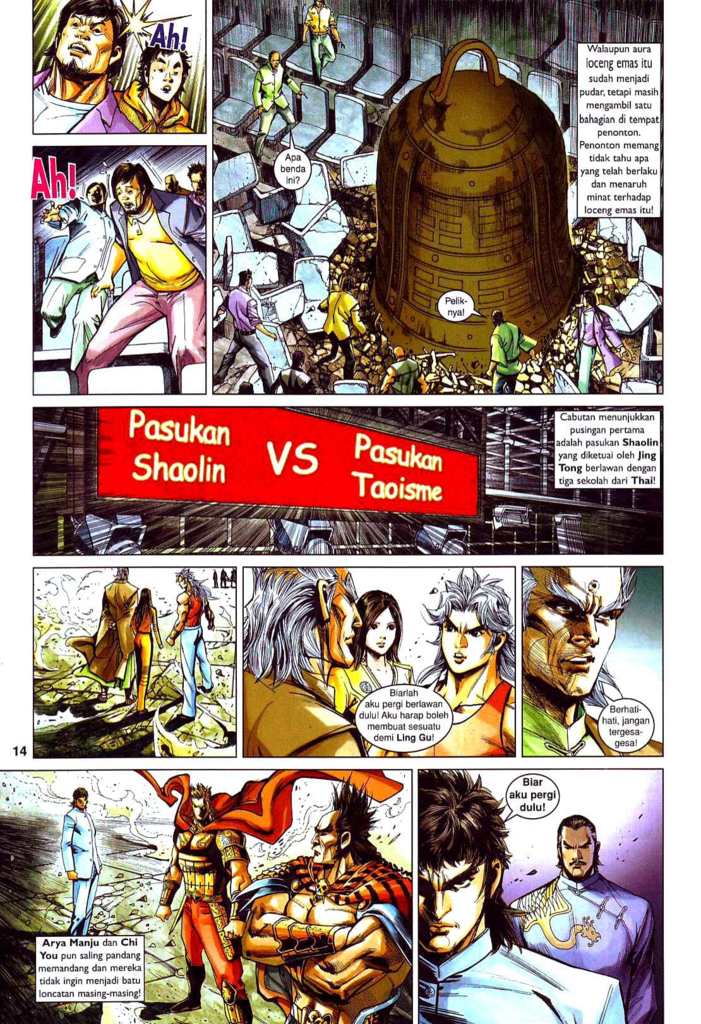 Ah!
Ah!
Apa
benda
ini?
Pelik-
nya!
Walaupun aura
loceng emas itu
sudah menjadi
pudar, tetapi masih
mengambil satu
bahagian di tempat
penonton.
Penonton memang
tidak tahu apa
yang telah berlaku
dan menaruh
minat terhadap
loceng emas itu!
Pasukan
Shaolin
VS
Pasukan
Taoisme
Cabutan menunjukkan
pusingan pertama
adalah pasukan Shaolin
yang diketuai oleh Jing
Tong berlawan dengan
tiga sekolah dari Thai!
Biarlah
aku pergi berlawan
dulu! Aku harap boleh
membuat sesuatu
demi Ling Gu!
Berhati-
hati, jangan
tergesa-
gesa!
14
Arya Manju dan Chi
You pun saling pandang
memandang dan mereka
tidak ingin menjadi batu
loncatan masing-masing!
Biar
aku pergi
dulu!